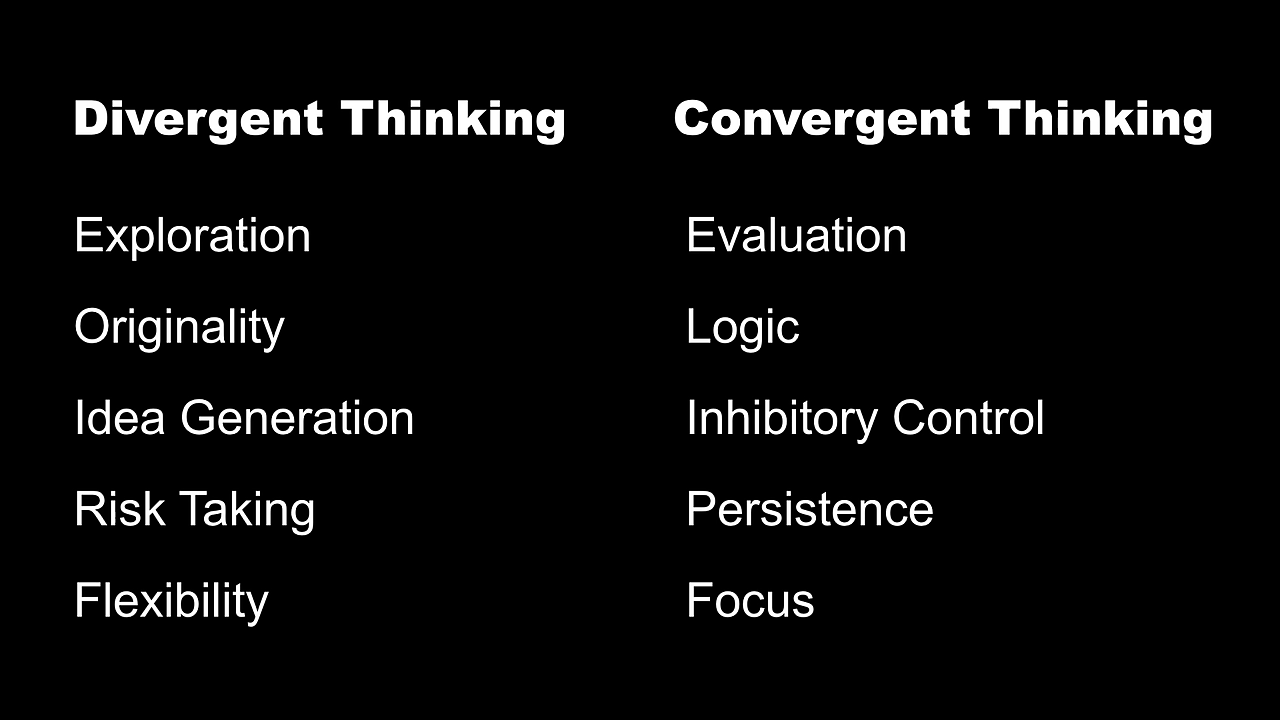 Divergent Thinking
Exploration
Originality
Idea Generation
Risk Taking
Flexibility
Convergent Thinking
Evaluation
Logic
Inhibitory Control
Persistence
Focus